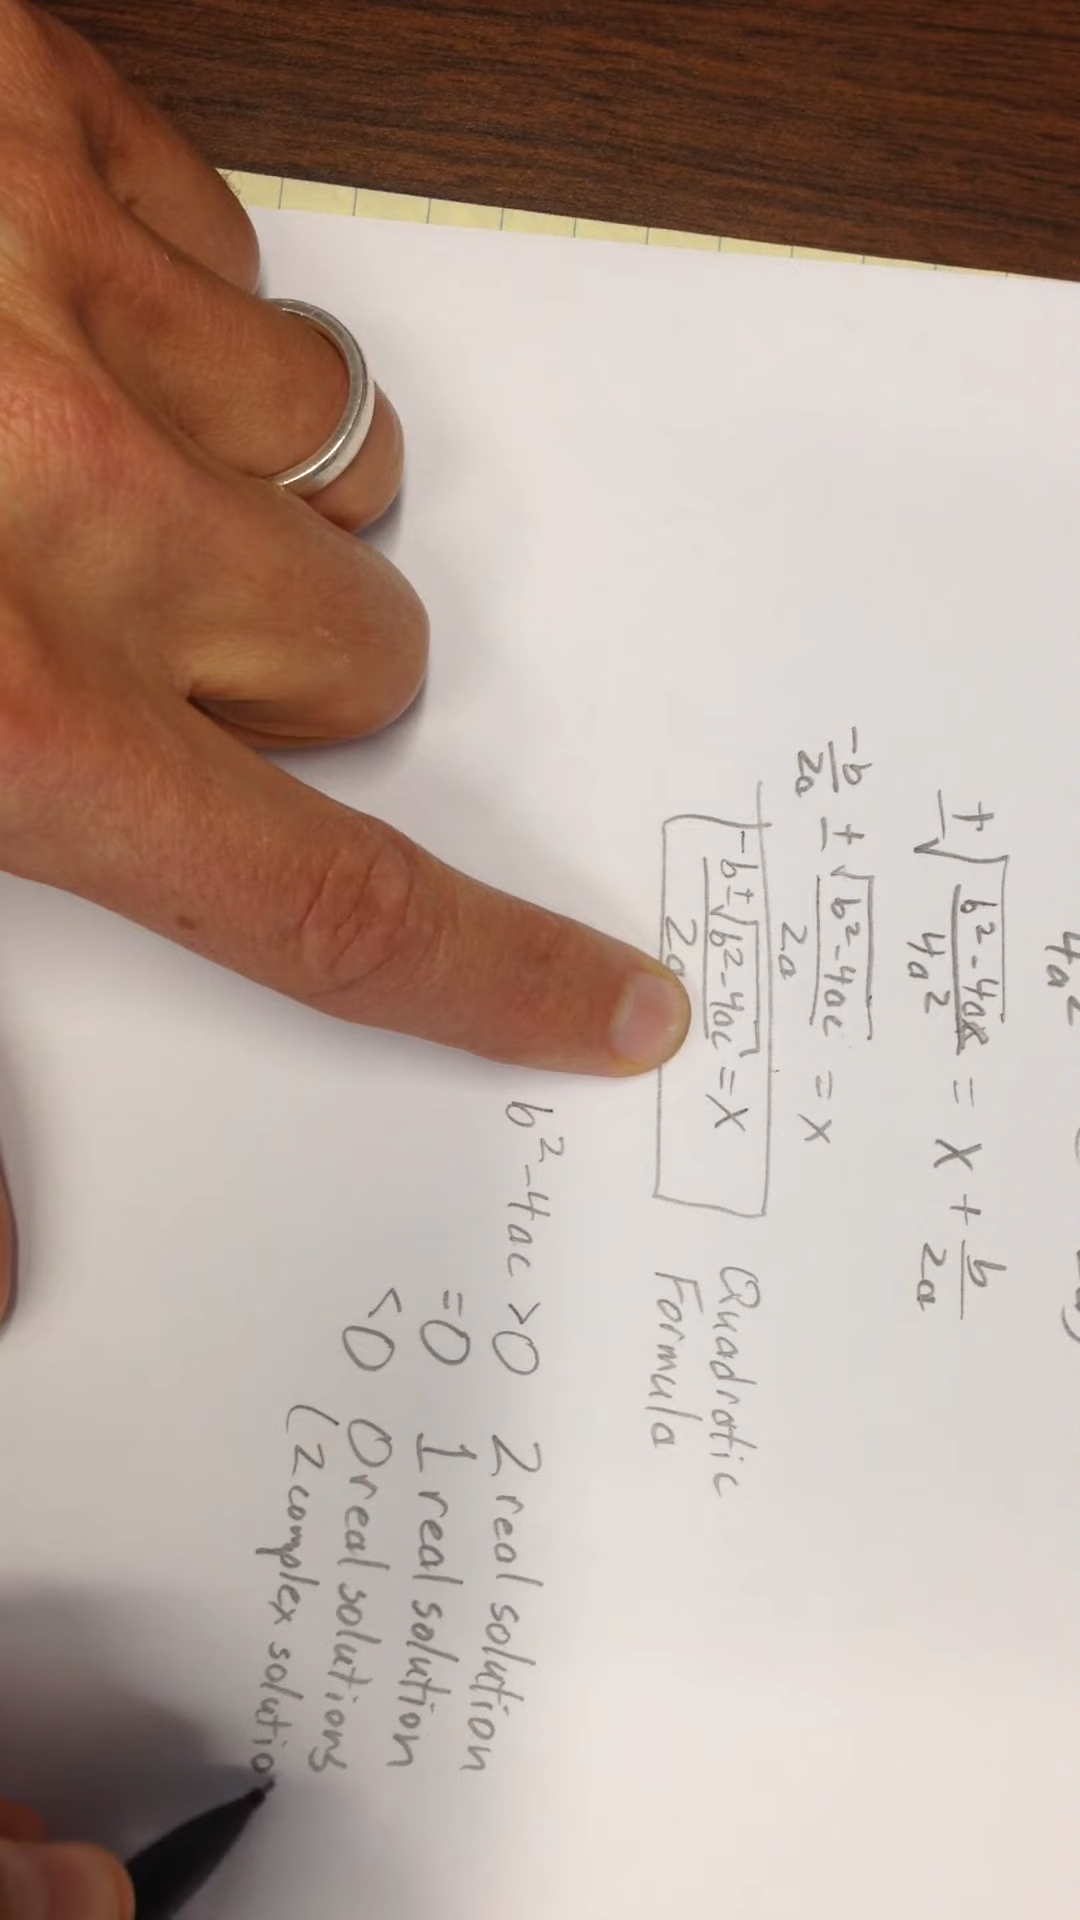 4a²
± √ b² - 4ac / 4a² = x + b / 2a
-b / 2a ± √ b² - 4ac / 2a = x
-b ± √ b² - 4ac / 2a = x
Quadratic
Formula
b² - 4ac > 0 2 real solution
= 0 1 real solution
< 0 0 real solutions
(2 complex solutio